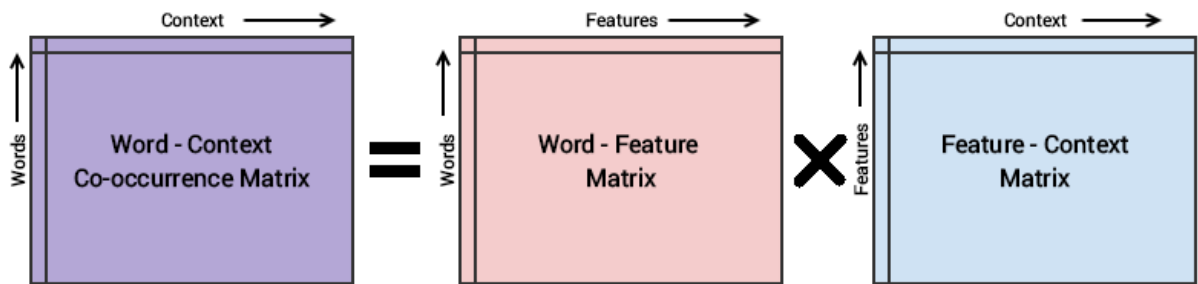 Context
Words
Word - Context
Co-occurrence Matrix
=
Features
Words
Word - Feature
Matrix
×
Context
Features
Feature - Context
Matrix